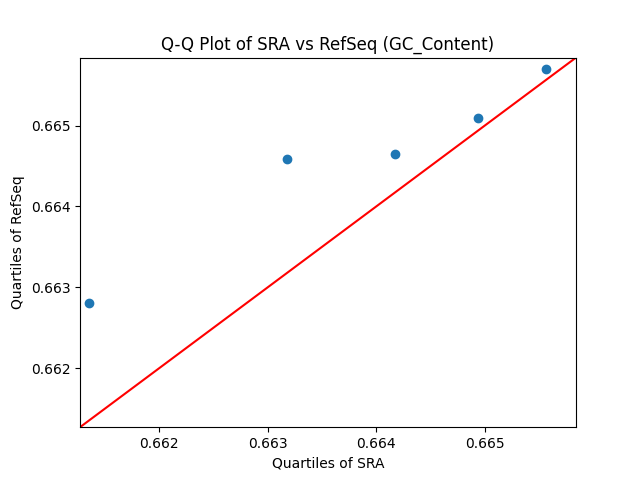 Q-Q Plot of SRA vs RefSeq (GC_Content)
Quartiles of RefSeq
0.665
0.664
0.663
0.662
0.662 0.663 0.664 0.665
Quartiles of SRA